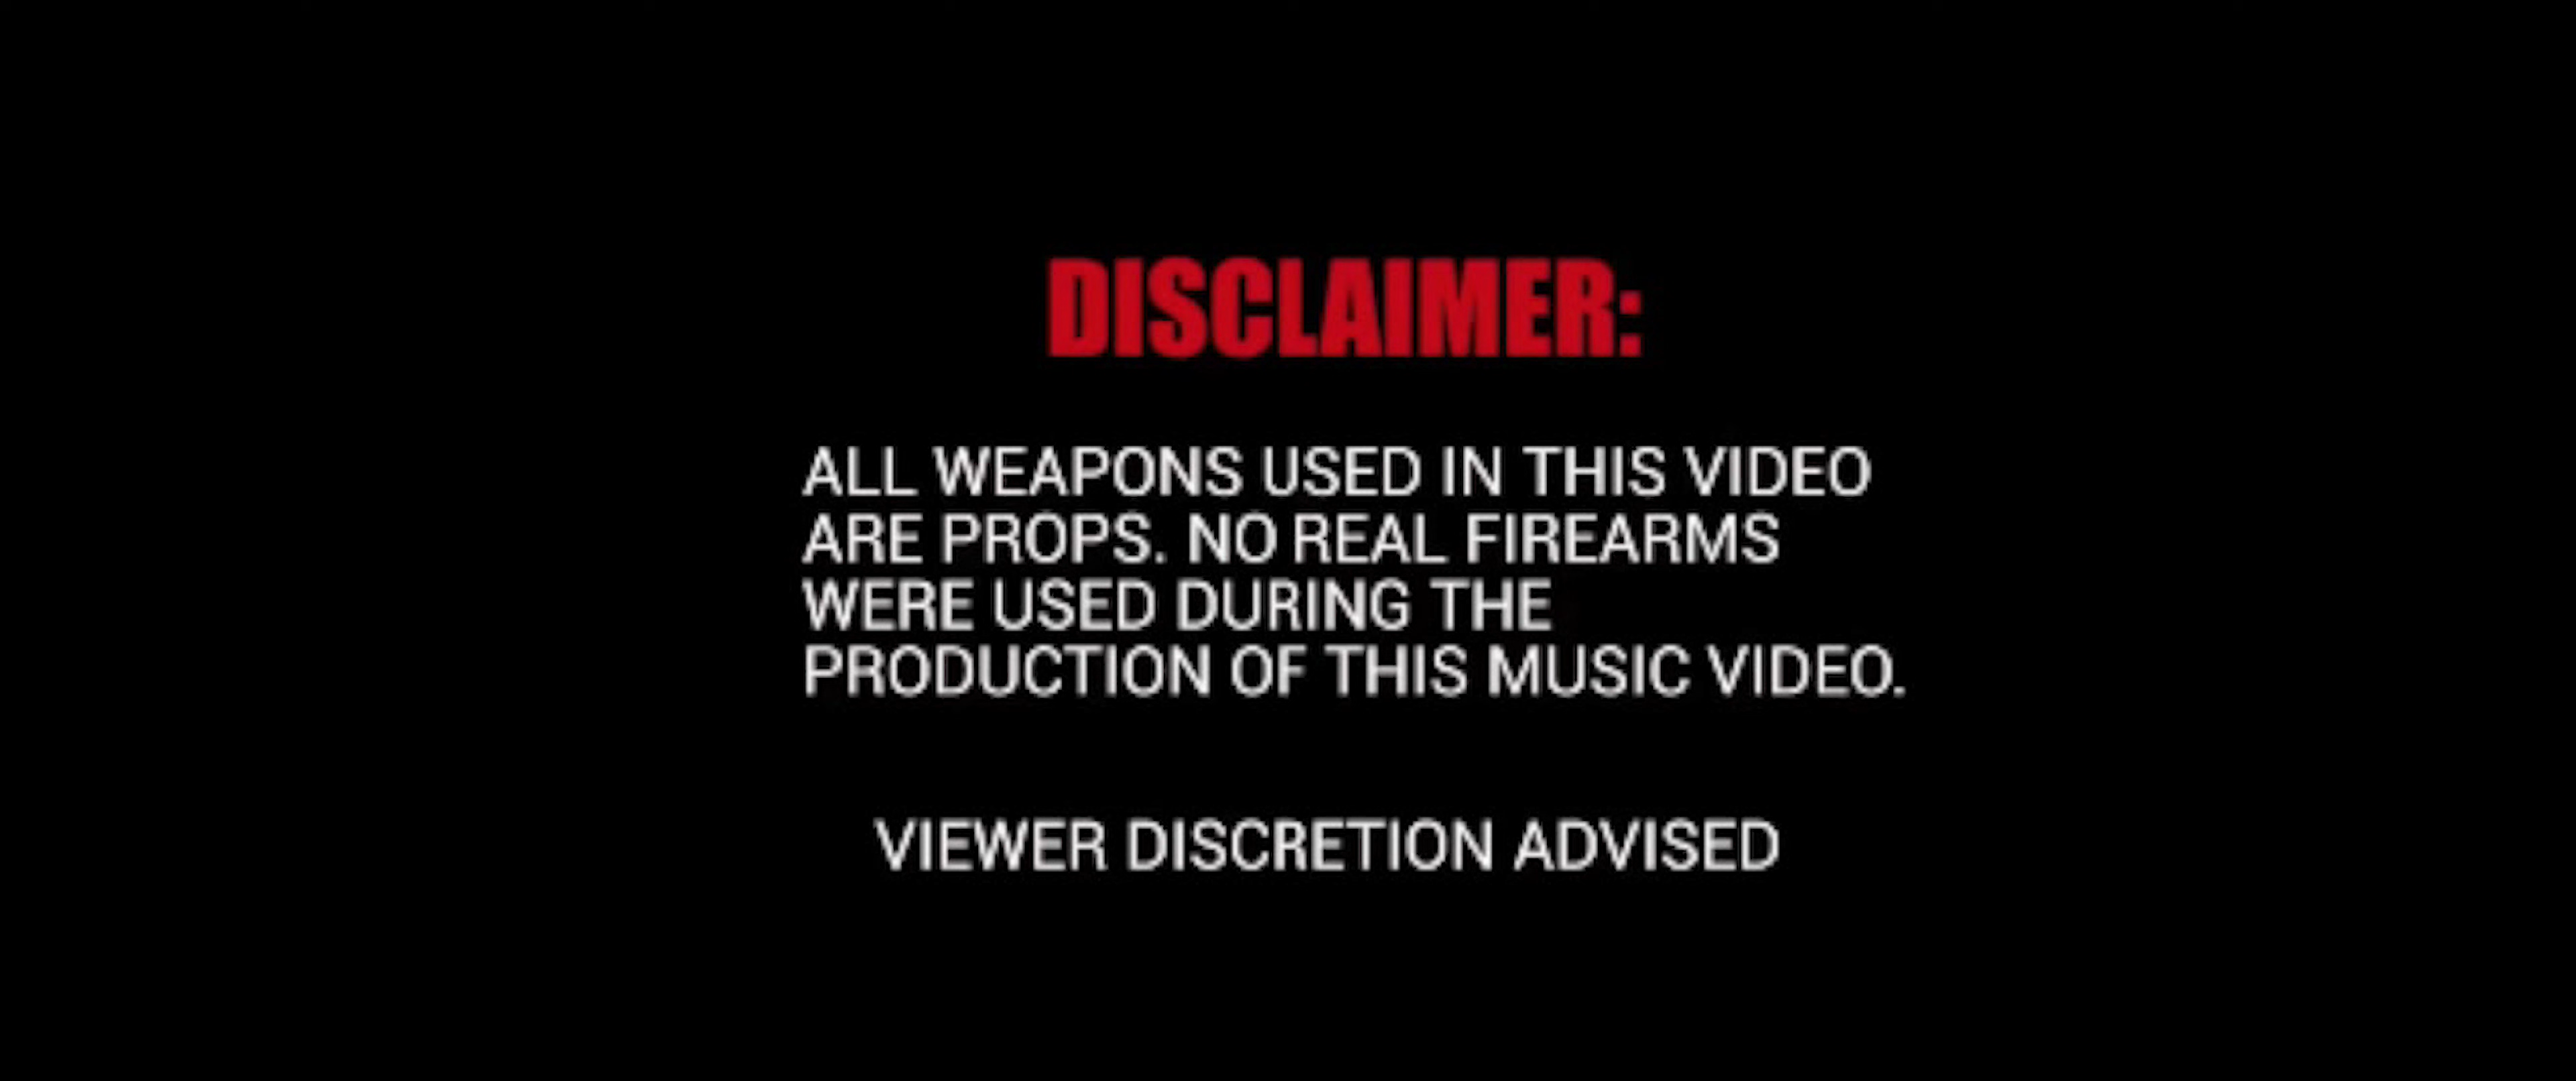 DISCLAIMER:
ALL WEAPONS USED IN THIS VIDEO
ARE PROPS. NO REAL FIREARMS
WERE USED DURING THE
PRODUCTION OF THIS MUSIC VIDEO.
VIEWER DISCRETION ADVISED